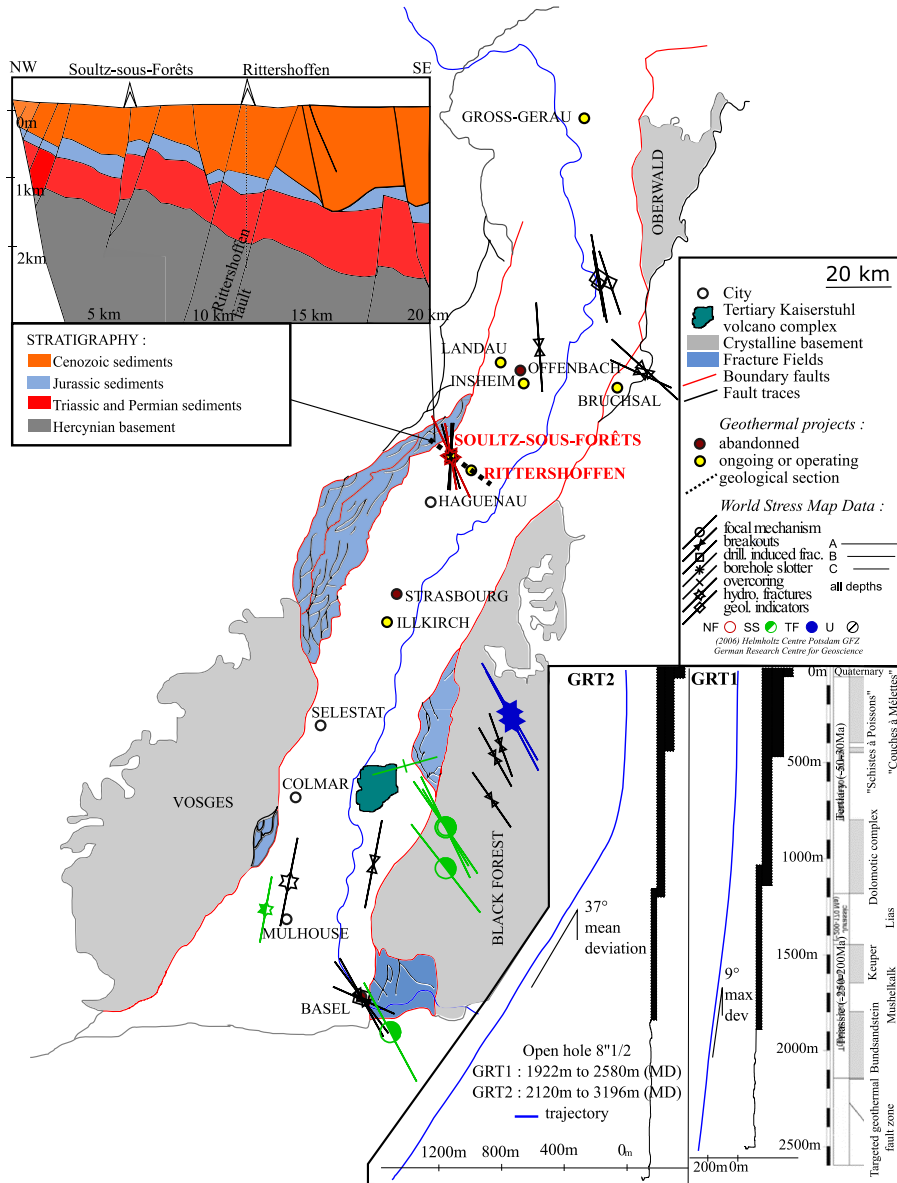 NW
Soultz-sous-Forêts
Rittershoffen
SE
0m
1km
2km
Rittershoffen
fault
5 km
10 km
15 km
20 km
STRATIGRAPHY :
Cenozoic sediments
Jurassic sediments
Triassic and Permian sediments
Hercynian basement
GROSS-GERAU
OBERWALD
LANDAU
OFFENBACH
INSHEIM
BRUCHSAL
SOULTZ-SOUS-FORÊTS
RITTERSHOFFEN
HAGUENAU
STRASBOURG
ILLKIRCH
SELESTAT
COLMAR
VOSGES
BLACK FOREST
MULHOUSE
BASEL
20 km
City
Tertiary Kaiserstuhl
volcano complex
Crystalline basement
Fracture Fields
Boundary faults
Fault traces
Geothermal projects :
abandonned
ongoing or operating
geological section
World Stress Map Data :
focal mechanism
breakouts
drill. induced frac.
borehole slotter
overcoring
hydro. fractures
geol. indicators
A
B
C
all depths
NF SS TF U
(2006) Helmholtz Centre Potsdam GFZ
German Research Centre for Geoscience
GRT2
GRT1
37°
mean
deviation
9°
max
dev
Open hole 8"1/2
GRT1 : 1922m to 2580m (MD)
GRT2 : 2120m to 3196m (MD)
trajectory
1200m 800m 400m 0m
200m 0m
0m
500m
1000m
1500m
2000m
2500m
Quaternary
Tertiary (-50-30Ma)
Triassic (-250-200Ma)
"Couches à Mélettes"
"Schistes à Poissons"
Dolomotic complex
Lias
Keuper
Mushelkalk
Bundsandstein
Targeted geothermal
fault zone